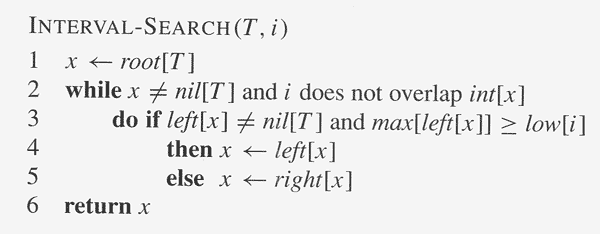 INTERVAL-SEARCH(T, i)
1 x ← root[T]
2 while x ≠ nil[T] and i does not overlap int[x]
3 do if left[x] ≠ nil[T] and max[left[x]] ≥ low[i]
4 then x ← left[x]
5 else x ← right[x]
6 return x